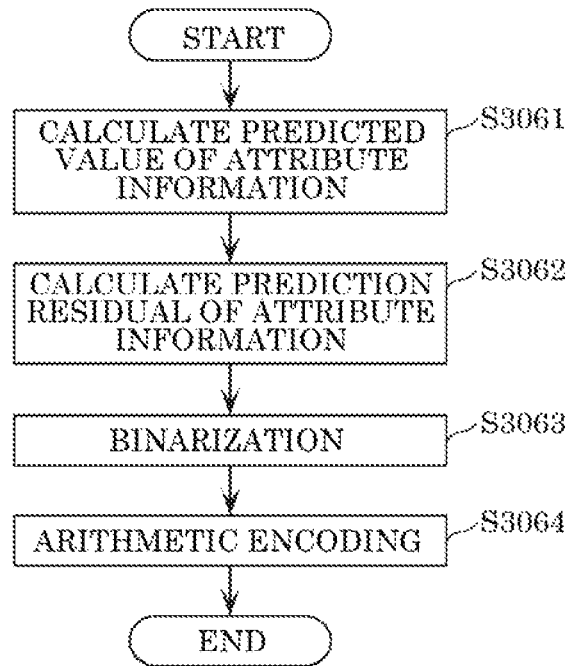 START
CALCULATE PREDICTED
VALUE OF ATTRIBUTE
INFORMATION
S3061
CALCULATE PREDICTION
RESIDUAL OF ATTRIBUTE
INFORMATION
S3062
BINARIZATION
S3063
ARITHMETIC ENCODING
S3064
END